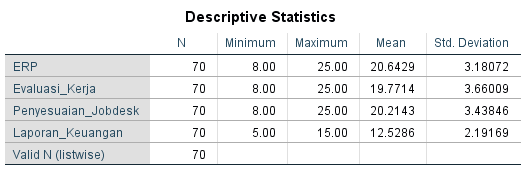 Descriptive Statistics
N Minimum Maximum Mean Std. Deviation
ERP 70 8.00 25.00 20.6429 3.18072
Evaluasi_Kerja 70 8.00 25.00 19.7714 3.66009
Penyesuaian_Jobdesk 70 8.00 25.00 20.2143 3.43846
Laporan_Keuangan 70 5.00 15.00 12.5286 2.19169
Valid N (listwise) 70